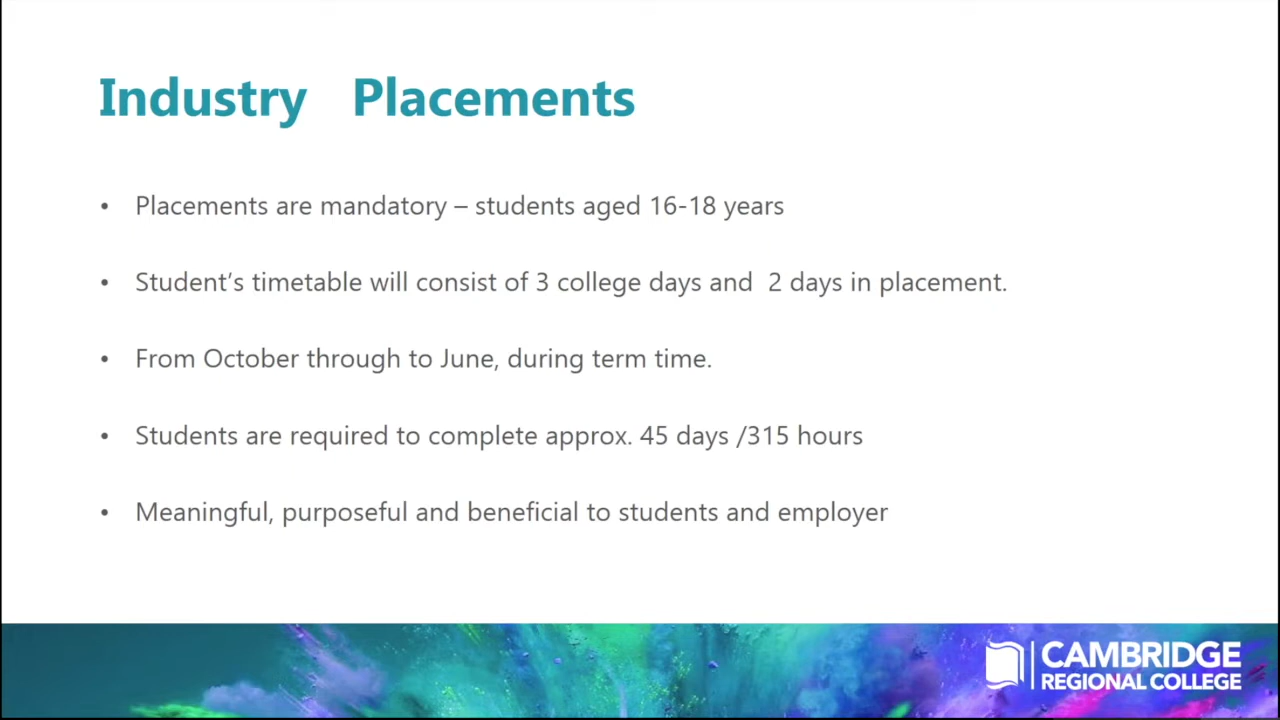 Industry Placements
• Placements are mandatory – students aged 16-18 years
• Student’s timetable will consist of 3 college days and 2 days in placement.
• From October through to June, during term time.
• Students are required to complete approx. 45 days /315 hours
• Meaningful, purposeful and beneficial to students and employer
CAMBRIDGE
REGIONAL COLLEGE